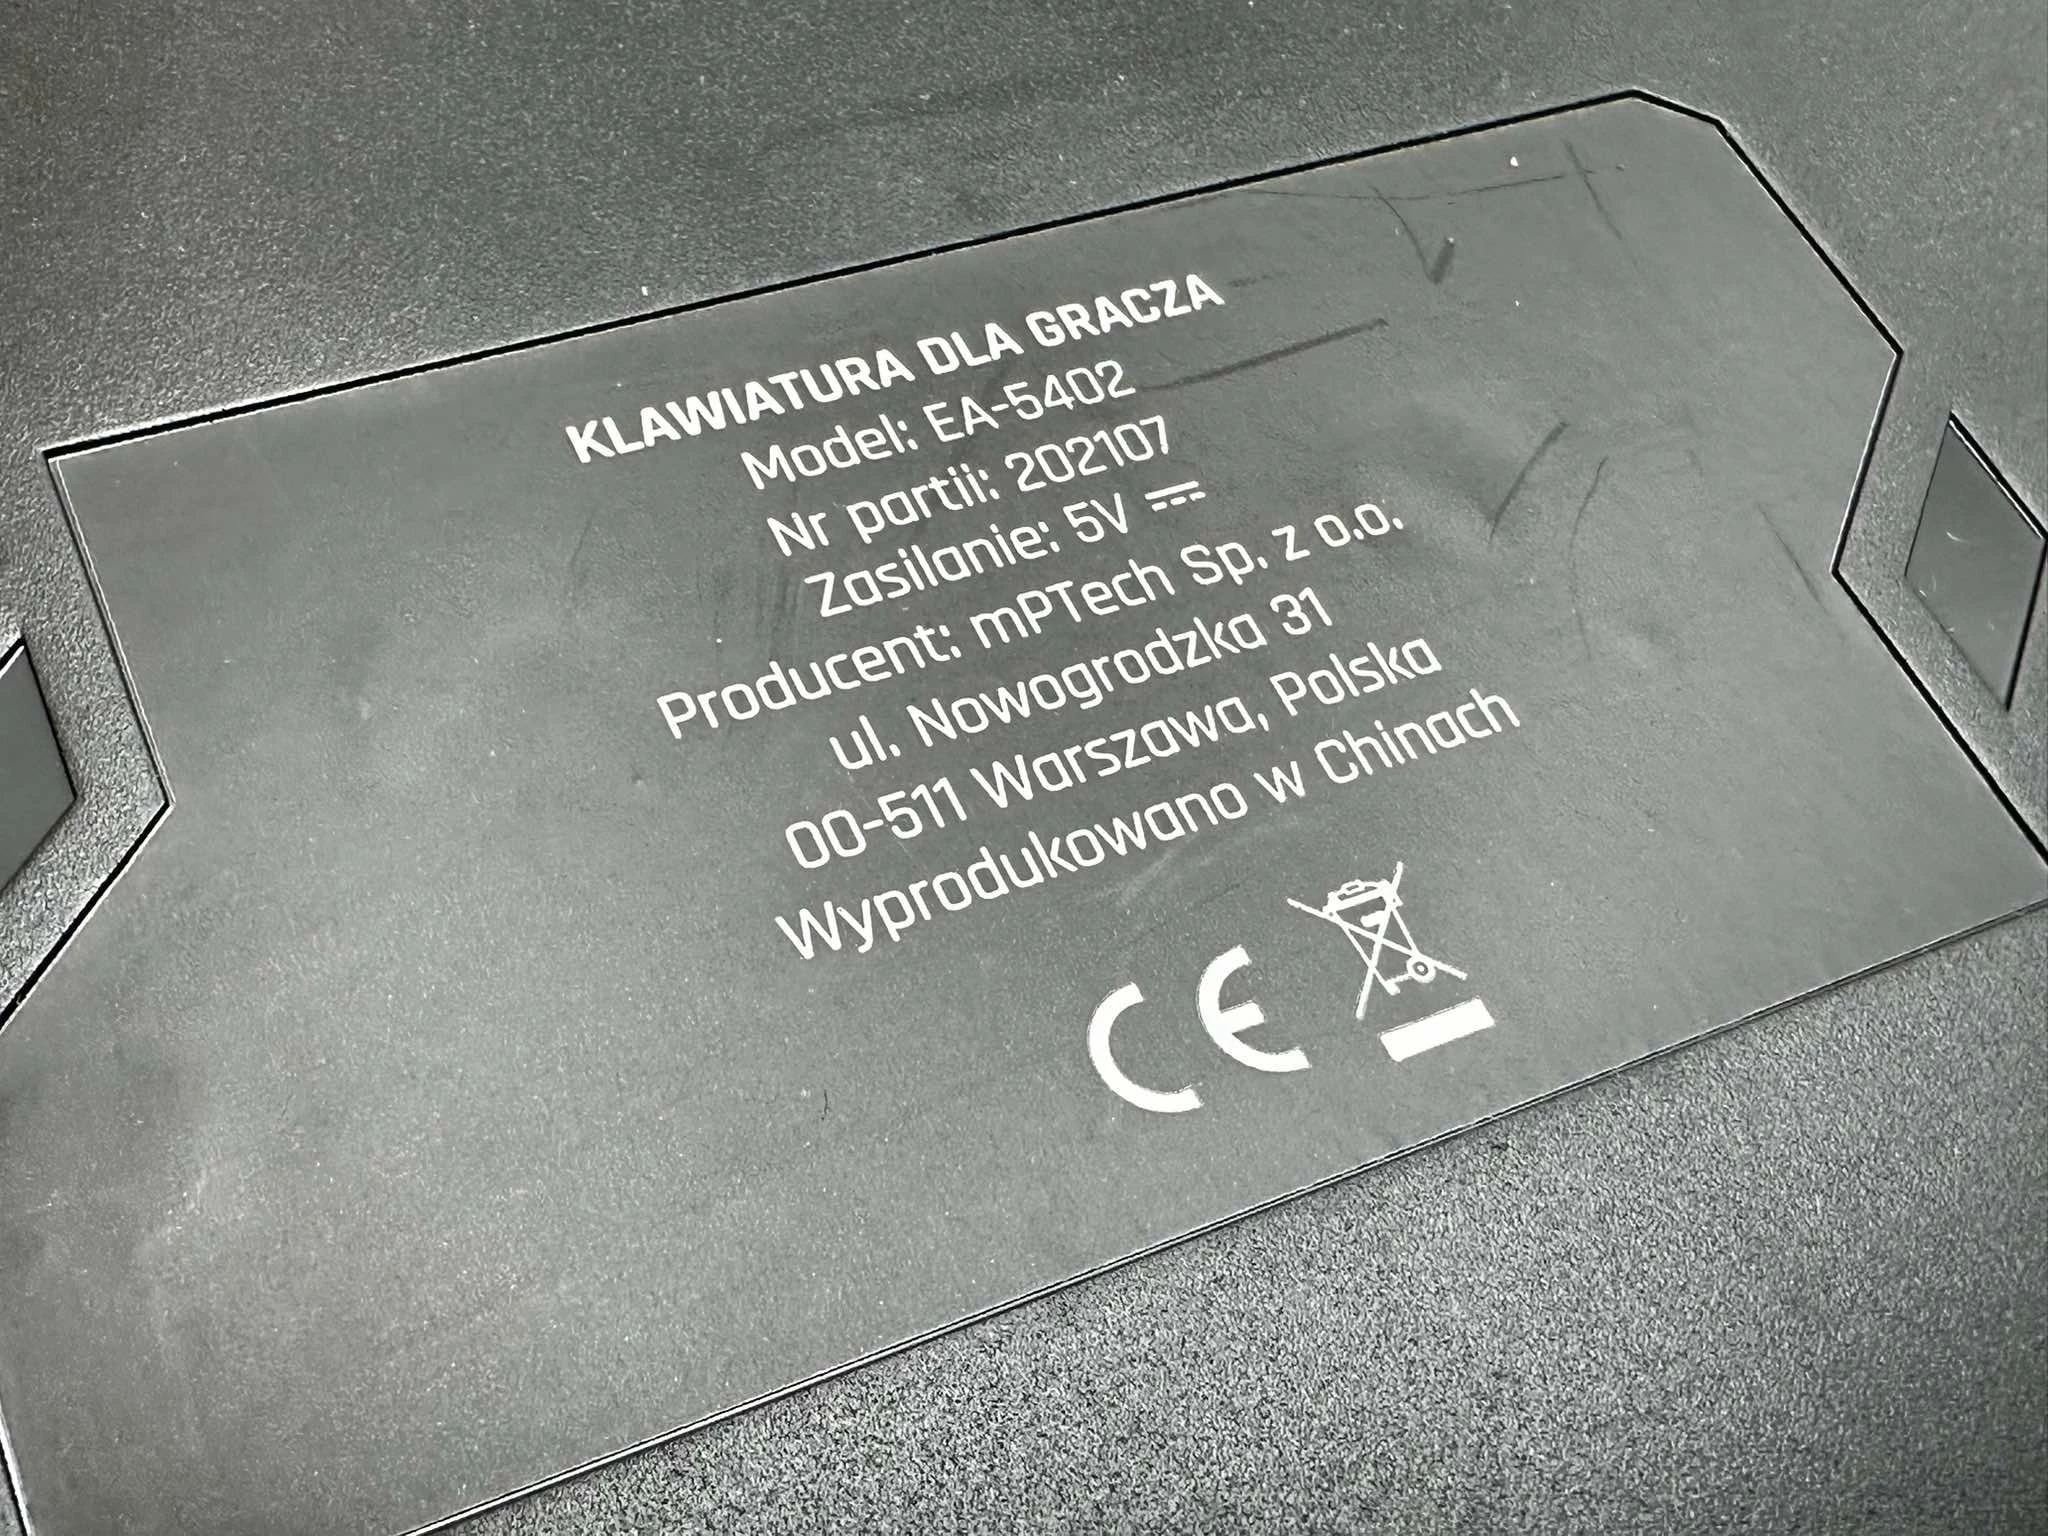 KLAWIATURA DLA GRACZA
Model: EA-5402
Nr partii: 202107
Zasilanie: 5V ⎓
Producent: mPTech Sp. z o.o.
ul. Nowogrodzka 31
00-511 Warszawa, Polska
Wyprodukowano w Chinach
CE